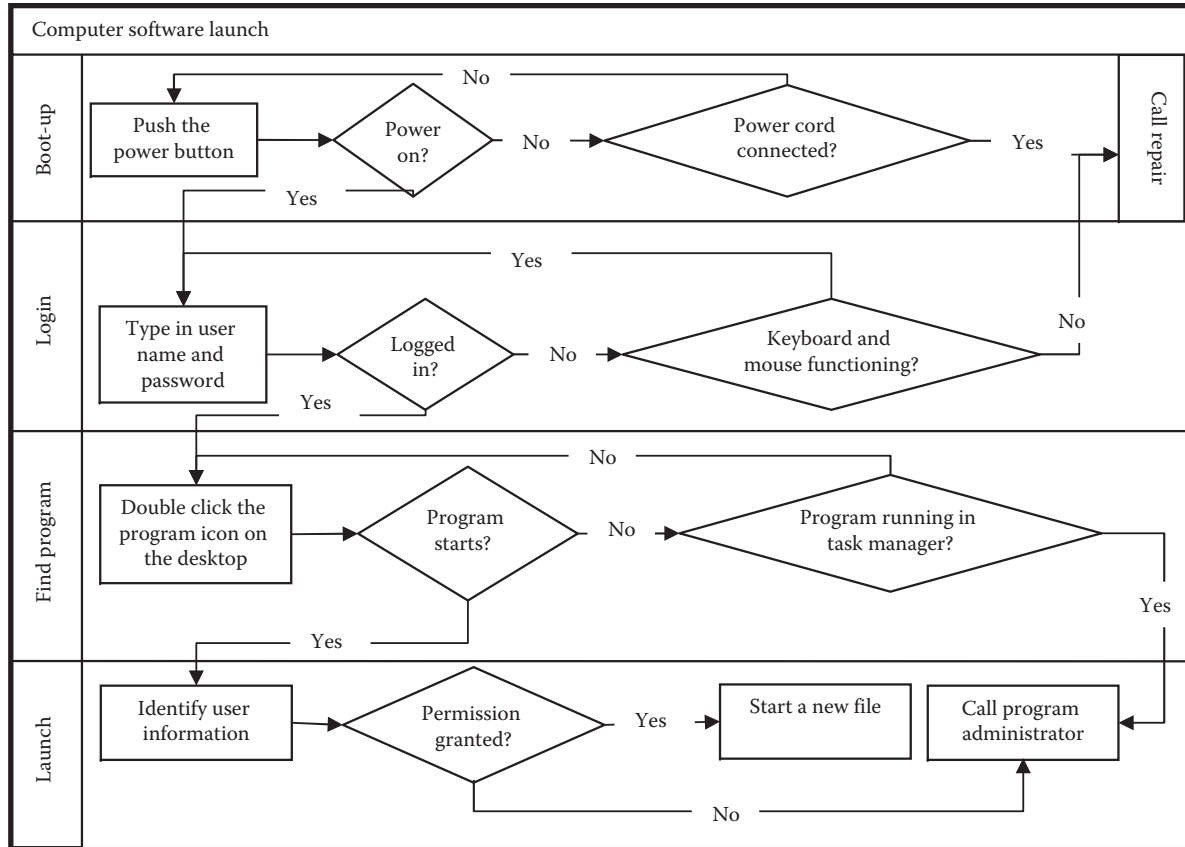 Computer software launch
Boot-up
No
Push the
power button
Power
on?
No
Power cord
connected?
Yes
Call repair
Yes
Login
Yes
Type in user
name and
password
Logged
in?
No
Keyboard and
mouse functioning?
No
Yes
Find program
No
Double click the
program icon on
the desktop
Program
starts?
No
Program running in
task manager?
Yes
Yes
Launch
Identify user
information
Permission
granted?
Yes
Start a new file
Call program
administrator
No